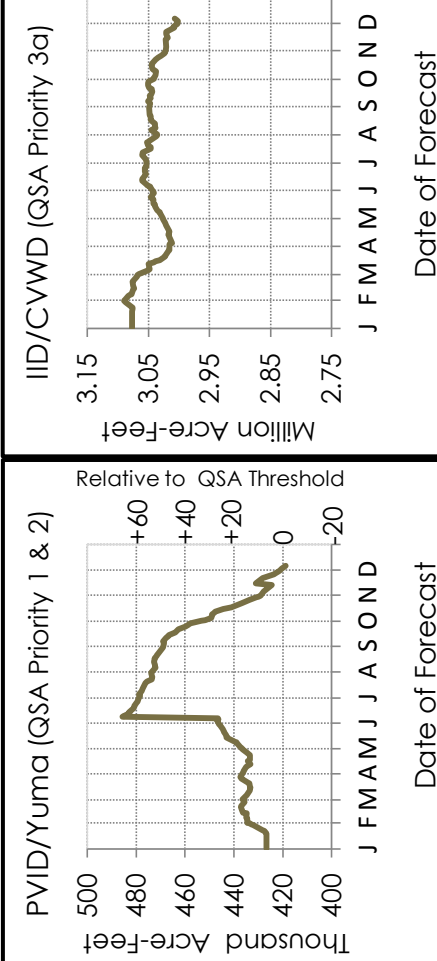 PVID/Yuma (QSA Priority 1 & 2)
Thousand Acre-Feet
500
480
460
440
420
400
Relative to QSA Threshold
+60
+40
+20
0
-20
J F M A M J J A S O N D
Date of Forecast
IID/CVWD (QSA Priority 3a)
Million Acre-Feet
3.15
3.05
2.95
2.85
2.75
J F M A M J J A S O N D
Date of Forecast